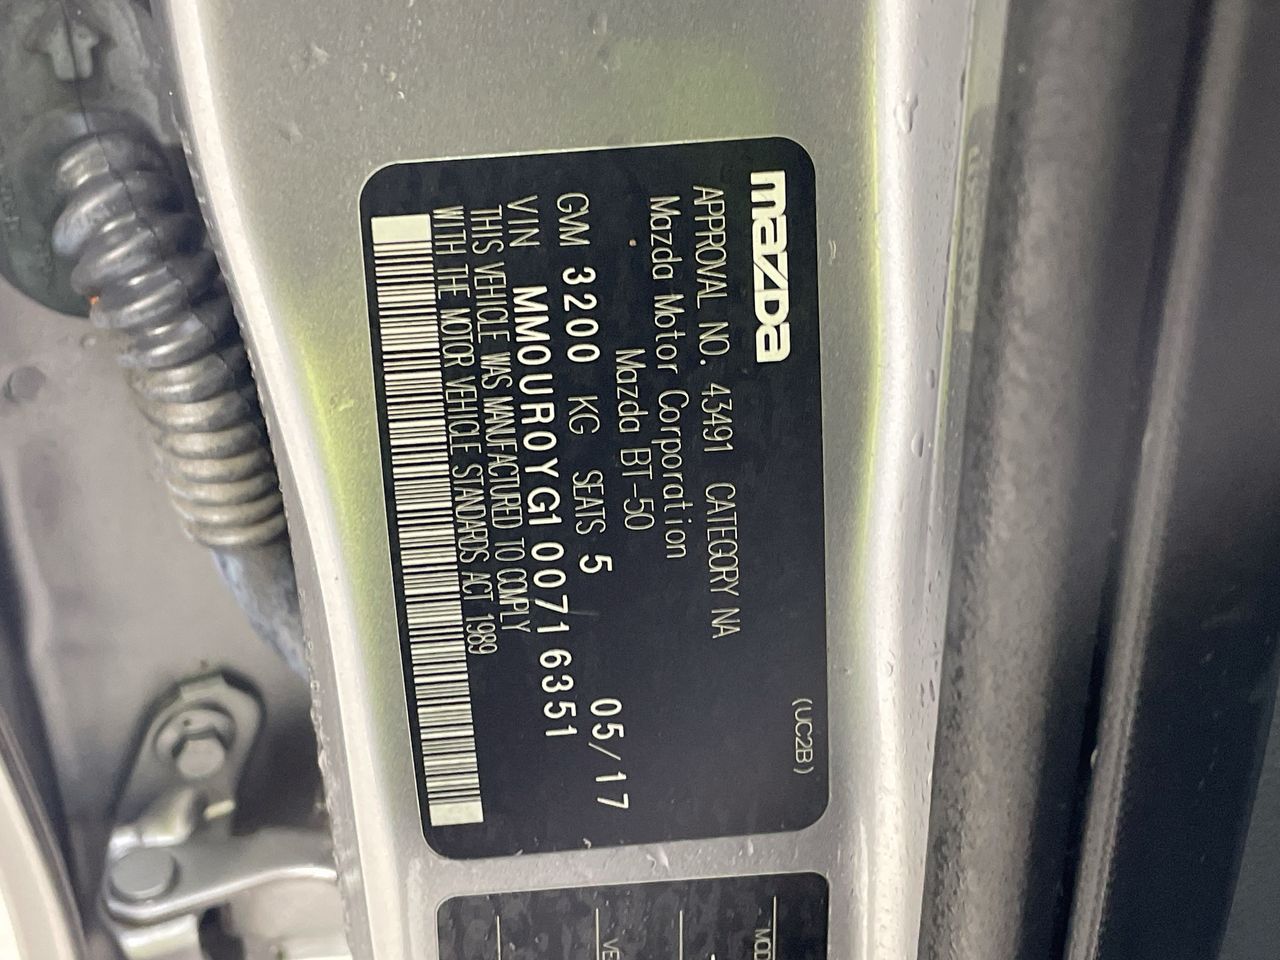 mazda
(UC2B)
APPROVAL NO. 43491 CATEGORY NA
Mazda Motor Corporation
Mazda BT-50
05/17
GVM 3200 KG SEATS 5
VIN MM0UR0YG100716351
THIS VEHICLE WAS MANUFACTURED TO COMPLY
WITH THE MOTOR VEHICLE STANDARDS ACT 1989